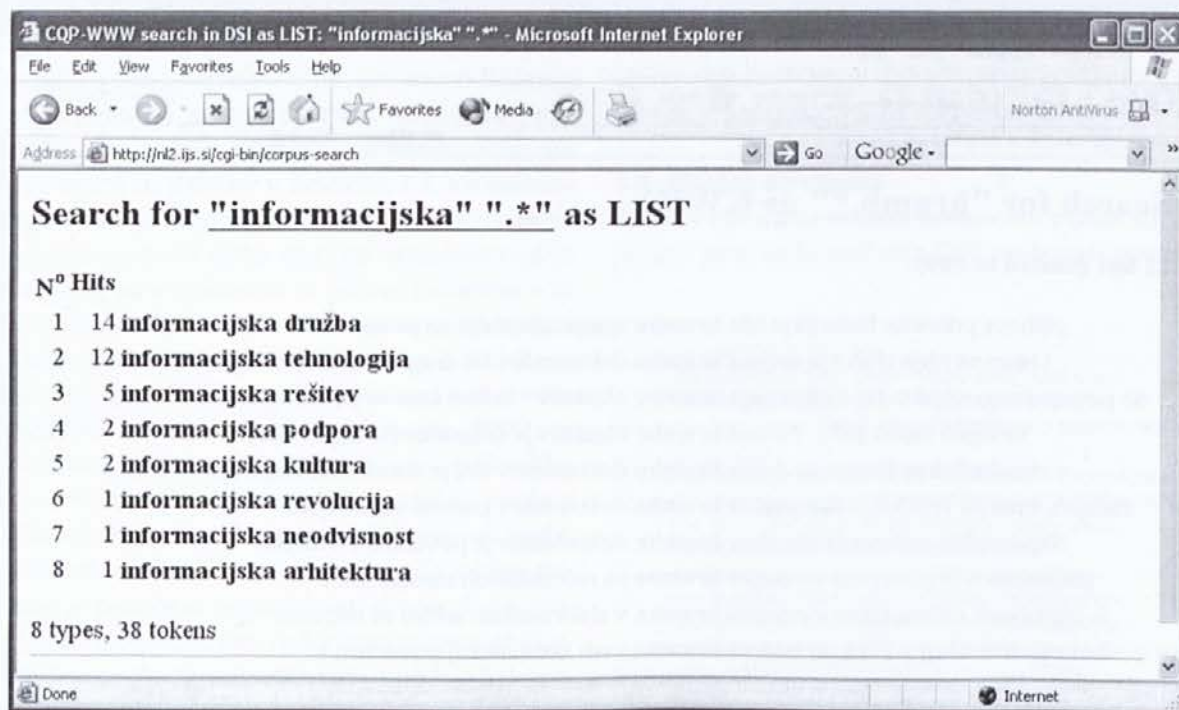 CQP-WWW search in DSI as LIST: "informacijska" ".*" - Microsoft Internet Explorer
File Edit View Favorites Tools Help
Back Favorites Media Norton AntiVirus
Address http://nl2.ijs.si/cgi-bin/corpus-search Go Google
Search for "informacijska" ".*" as LIST
Nº Hits
1 14 informacijska družba
2 12 informacijska tehnologija
3 5 informacijska rešitev
4 2 informacijska podpora
5 2 informacijska kultura
6 1 informacijska revolucija
7 1 informacijska neodvisnost
8 1 informacijska arhitektura
8 types, 38 tokens
Done Internet